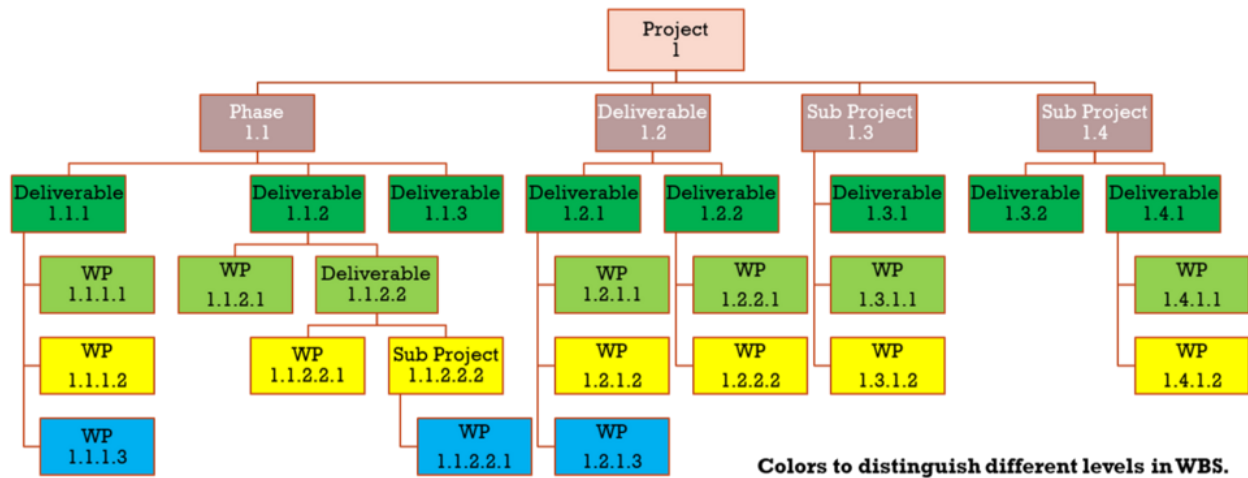 Project
1
Phase
1.1
Deliverable
1.2
Sub Project
1.3
Sub Project
1.4
Deliverable
1.1.1
Deliverable
1.1.2
Deliverable
1.1.3
Deliverable
1.2.1
Deliverable
1.2.2
Deliverable
1.3.1
Deliverable
1.3.2
Deliverable
1.4.1
WP
1.1.1.1
WP
1.1.2.1
Deliverable
1.1.2.2
WP
1.2.1.1
WP
1.2.2.1
WP
1.3.1.1
WP
1.4.1.1
WP
1.1.1.2
WP
1.1.2.2.1
Sub Project
1.1.2.2.2
WP
1.2.1.2
WP
1.2.2.2
WP
1.3.1.2
WP
1.4.1.2
WP
1.1.1.3
WP
1.1.2.2.1
WP
1.2.1.3
Colors to distinguish different levels in WBS.